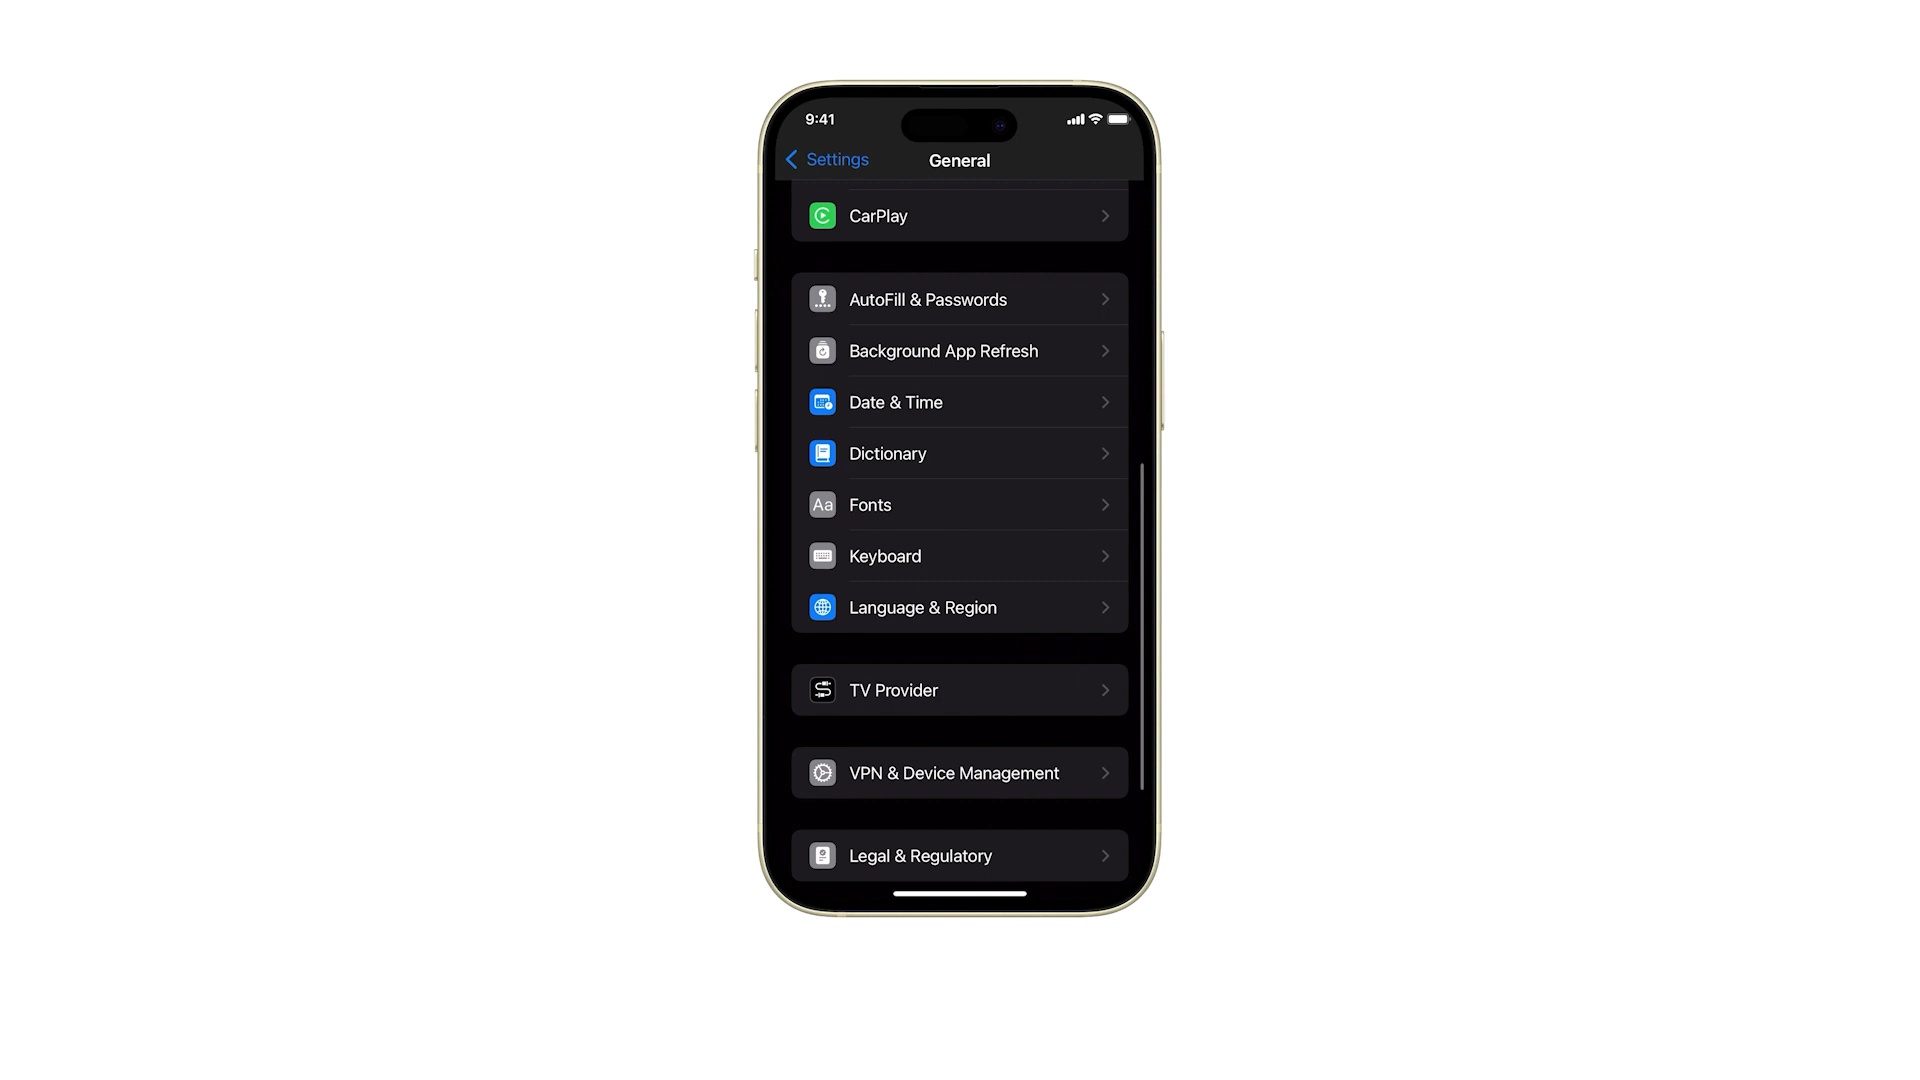 9:41
Settings
General
CarPlay
AutoFill & Passwords
Background App Refresh
Date & Time
Dictionary
Aa Fonts
Keyboard
Language & Region
TV Provider
VPN & Device Management
Legal & Regulatory